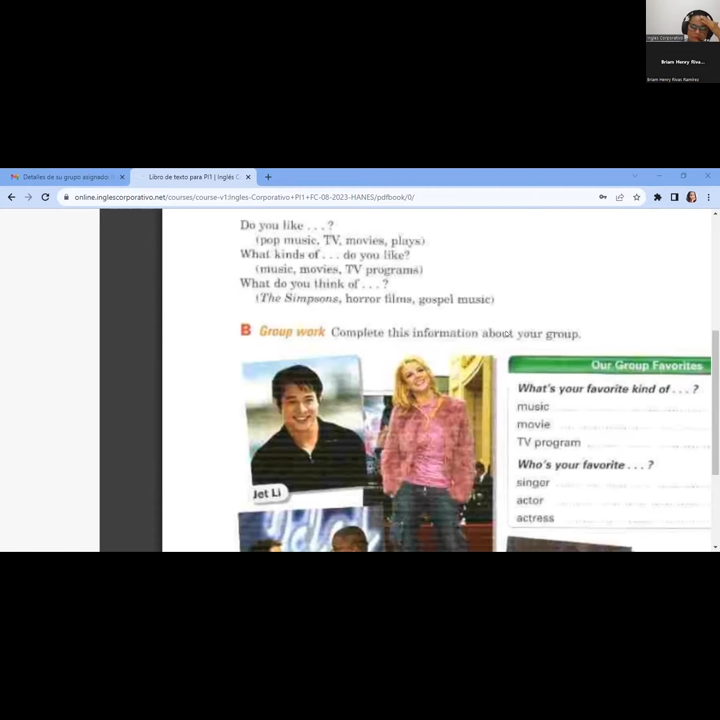 Ingles Corporativo
Briam Henry Riva...
Briam Henry Rivas Ramirez
Detalles de su grupo asignado:
Libro de texto para PI1 | Inglés C
online.inglescorporativo.net/courses/course-v1:Ingles-Corporativo+PI1+FC-08-2023-HANES/pdfbook/0/
Do you like . . . ?
(pop music, TV, movies, plays)
What kinds of . . . do you like?
(music, movies, TV programs)
What do you think of . . . ?
(The Simpsons, horror films, gospel music)
B Group work Complete this information about your group.
Our Group Favorites
What's your favorite kind of . . . ?
music
movie
TV program
Who's your favorite . . . ?
singor
actor
actress
Jet Li
Idol